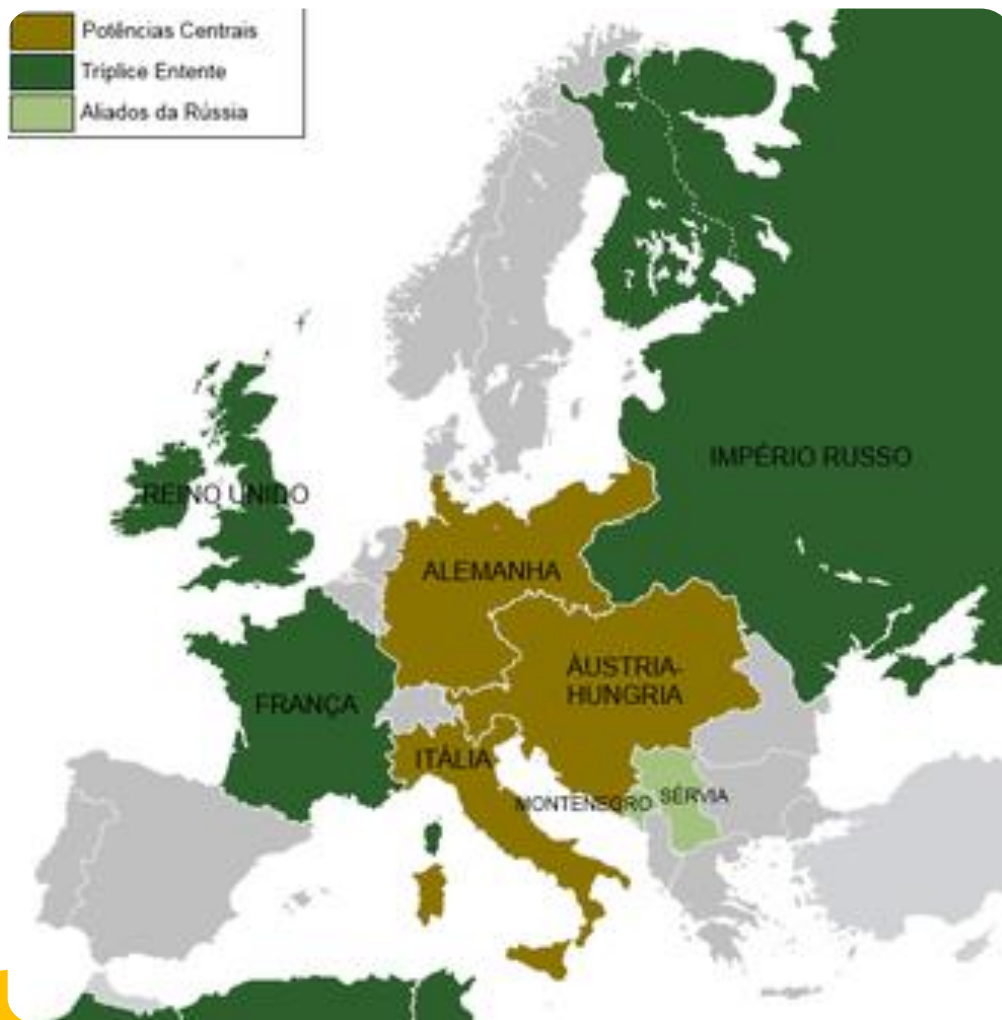 Potências Centrais
Tríplice Entente
Aliados da Rússia
IMPÉRIO RUSSO
REINO UNIDO
ALEMANHA
ÁUSTRIA-
HUNGRIA
FRANÇA
ITÁLIA
MONTENEGRO
SÉRVIA